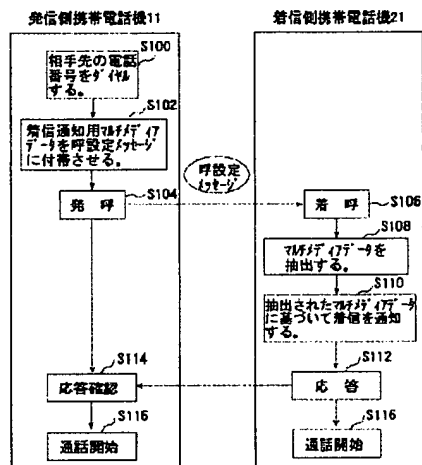 発信側携帯電話機11
着信側携帯電話機21
S100
相手先の電話
番号をダイヤル
する。
S102
着信通知用マルチメディア
データを呼設定メッセージ
に付帯させる。
S104
発 呼
呼設定
メッセージ
S106
着 呼
S108
マルチメディアデータを
抽出する。
S110
抽出されたマルチメディアデータ
に基づいて着信を通知
する。
S112
応 答
S114
応答確認
S116
通話開始
S116
通話開始